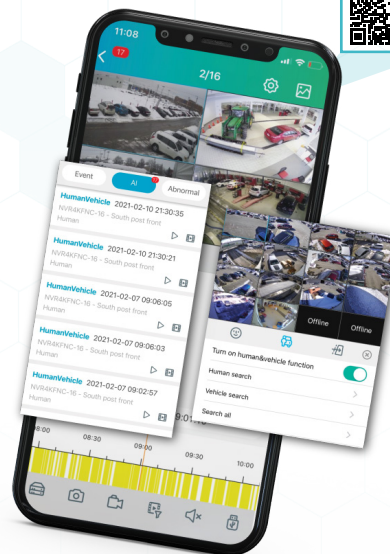 11:08
17
2/16
Event
AI
Abnormal
HumanVehicle 2021-02-10 21:30:35
NVR4KFNC-16 - South post front
Human
HumanVehicle 2021-02-10 21:30:21
NVR4KFNC-16 - South post front
Human
HumanVehicle 2021-02-07 09:06:05
NVR4KFNC-16 - South post front
Human
HumanVehicle 2021-02-07 09:06:03
NVR4KFNC-16 - South post front
Human
HumanVehicle 2021-02-07 09:02:57
NVR4KFNC-16 - South post front
Human
Offline
Offline
Turn on human&vehicle function
Human search
Vehicle search
Search all
08:30
09:00
09:30
10:00